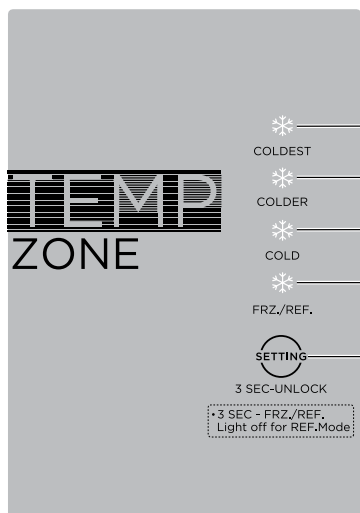 COLDEST
TEMP
COLDER
ZONE
COLD
FRZ./REF.
SETTING
3 SEC-UNLOCK
•3 SEC - FRZ./REF.
Light off for REF.Mode